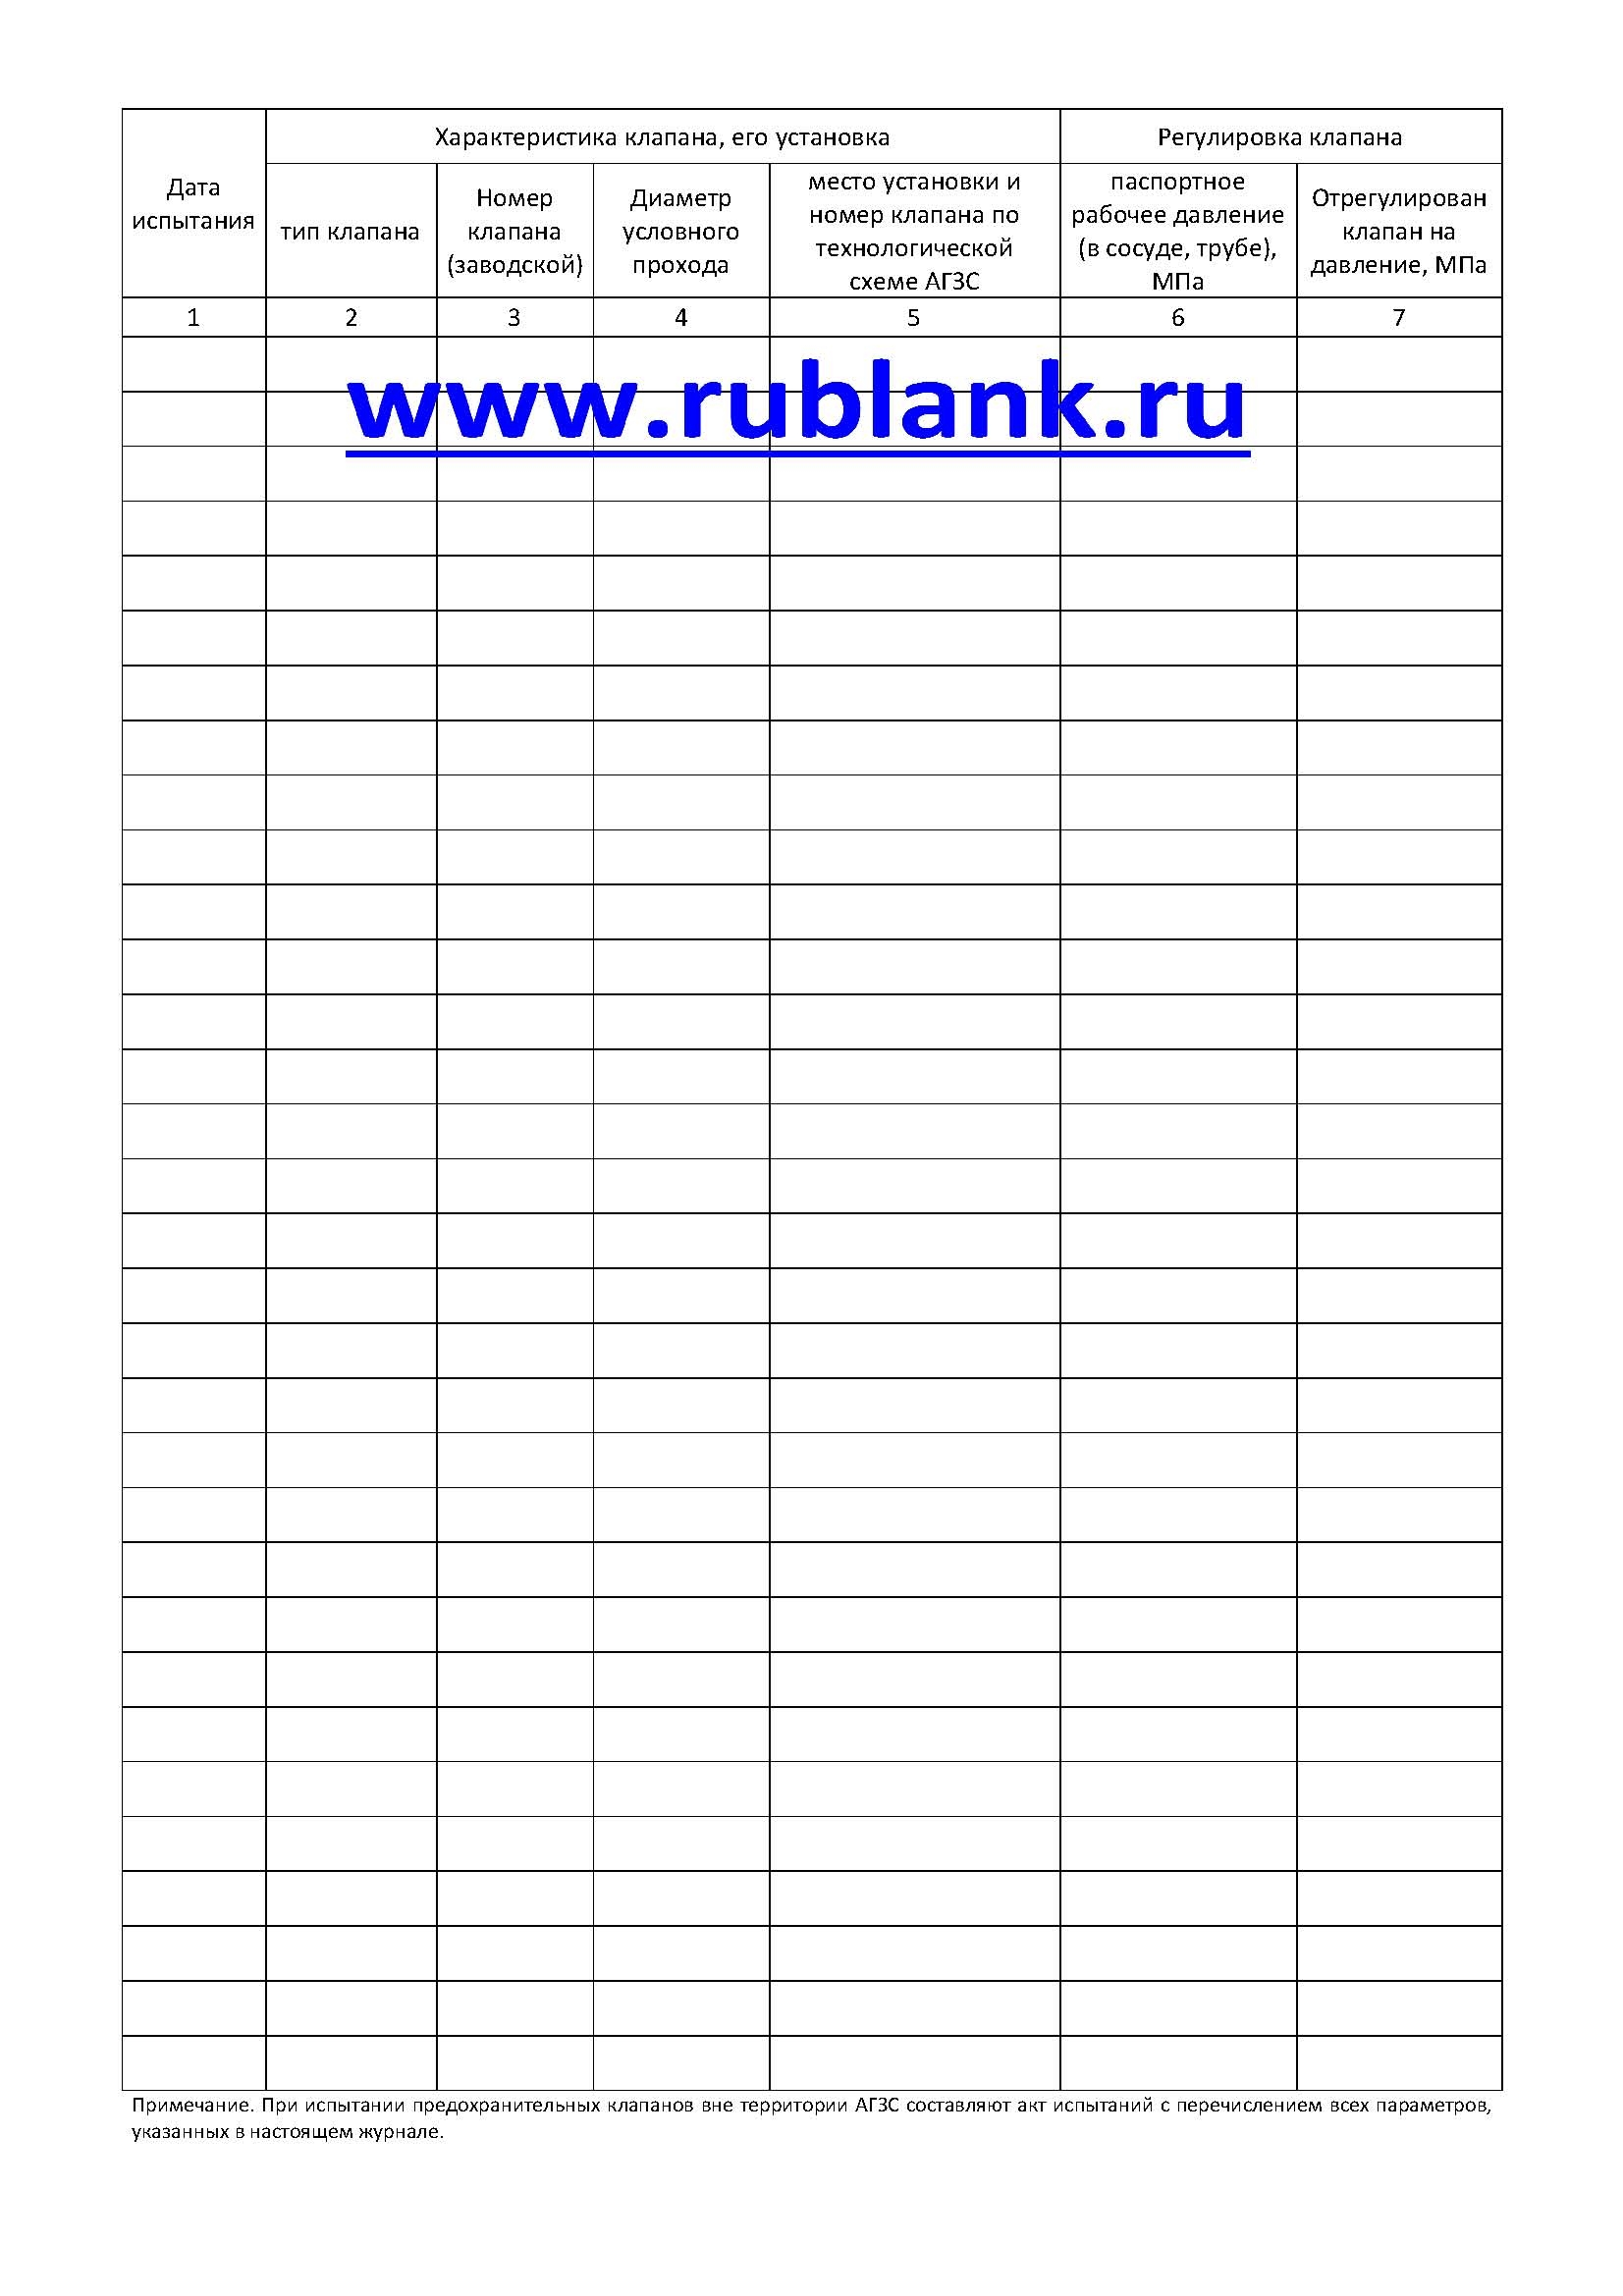 Дата
испытания
Характеристика клапана, его установка
Регулировка клапана
тип клапана
Номер
клапана
(заводской)
Диаметр
условного
прохода
место установки и
номер клапана по
технологической
схеме АГЗС
паспортное
рабочее давление
(в сосуде, трубе),
МПа
Отрегулирован
клапан на
давление, МПа
1 2 3 4 5 6 7
www.rublank.ru
Примечание. При испытании предохранительных клапанов вне территории АГЗС составляют акт испытаний с перечислением всех параметров,
указанных в настоящем журнале.